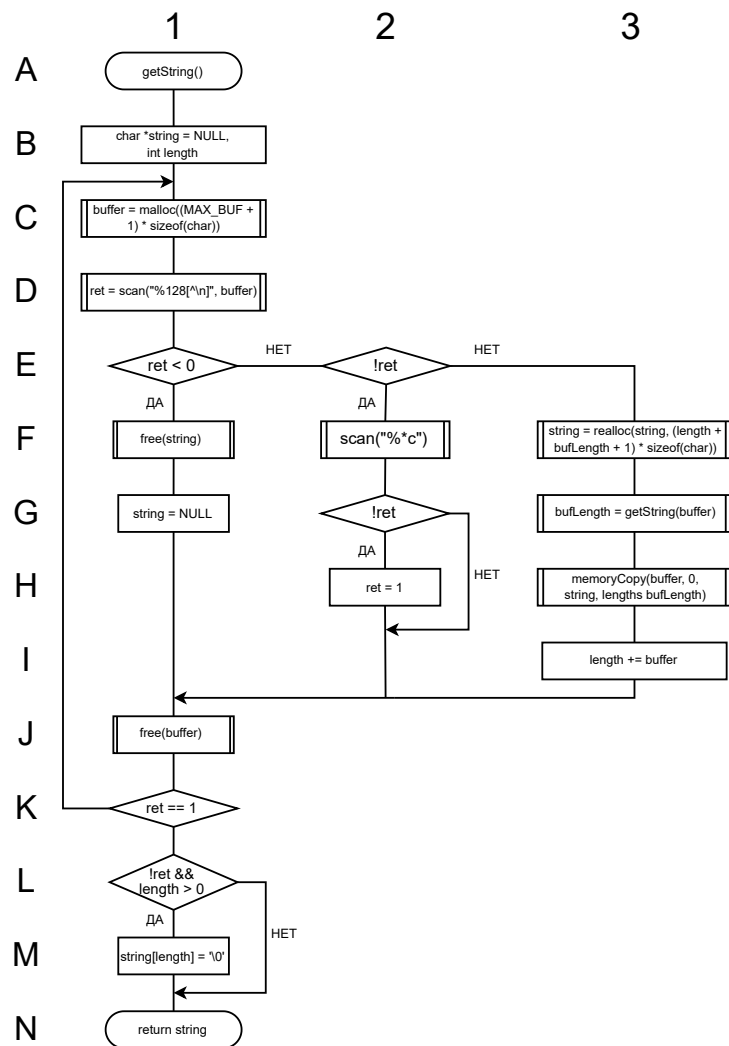 1 2 3
A
getString()
B
char *string = NULL,
int length
C
buffer = malloc((MAX_BUF +
1) * sizeof(char))
D
ret = scan("%128[^\n]", buffer)
E
ret < 0
НЕТ
!ret
НЕТ
ДА
ДА
F
free(string)
scan("%*c")
string = realloc(string, (length +
bufLength + 1) * sizeof(char))
G
string = NULL
!ret
bufLength = getString(buffer)
ДА
НЕТ
H
ret = 1
memoryCopy(buffer, 0,
string, lengths bufLength)
I
length += buffer
J
free(buffer)
K
ret == 1
L
!ret &&
length > 0
ДА
НЕТ
M
string[length] = '\0'
N
return string